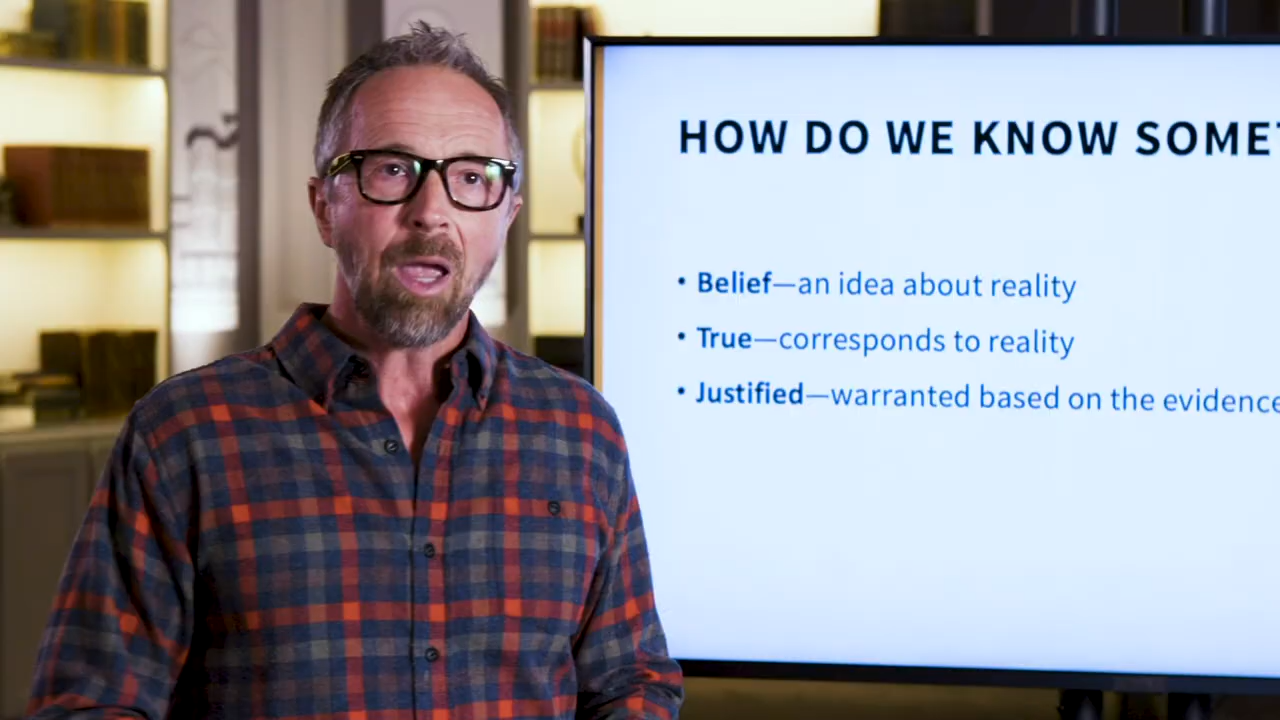 HOW DO WE KNOW SOME
• Belief—an idea about reality
• True—corresponds to reality
• Justified—warranted based on the evidence